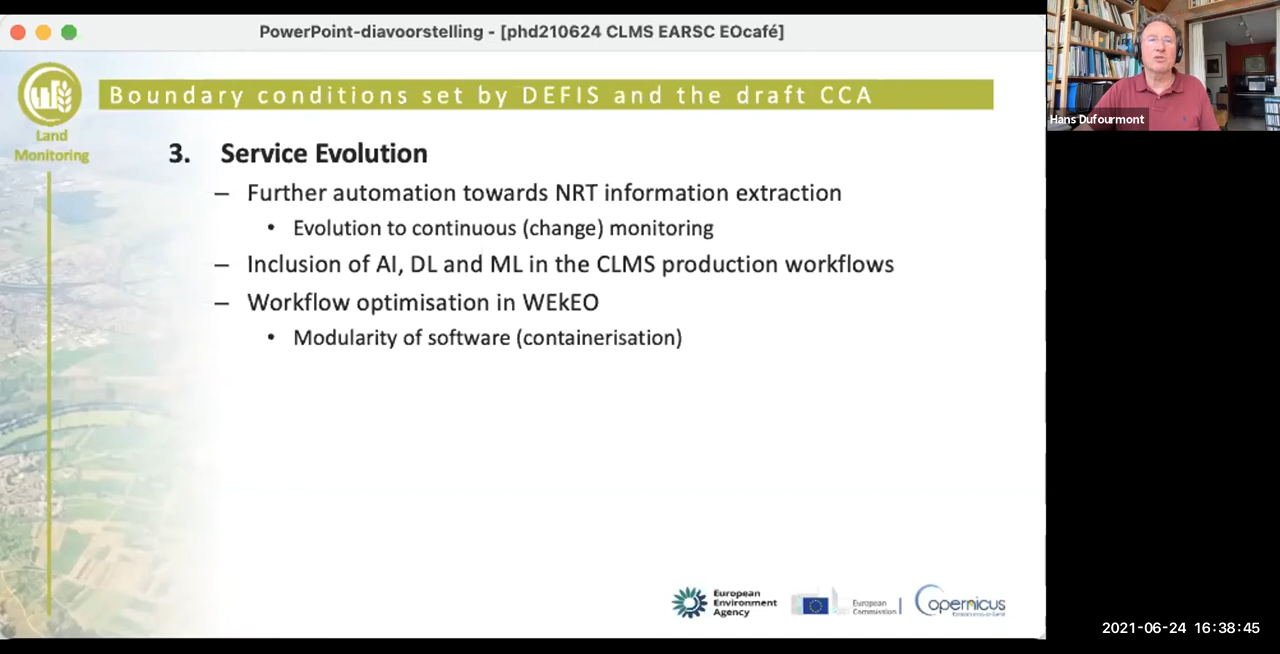 PowerPoint-diavoorstelling - [phd210624 CLMS EARSC EOcafé]
Land
Monitoring
Boundary conditions set by DEFIS and the draft CCA
3. Service Evolution
– Further automation towards NRT information extraction
• Evolution to continuous (change) monitoring
– Inclusion of AI, DL and ML in the CLMS production workflows
– Workflow optimisation in WEkEO
• Modularity of software (containerisation)
European
Environment
Agency
European
Commission
Copernicus
Hans Dufourmont
2021-06-24 16:38:45